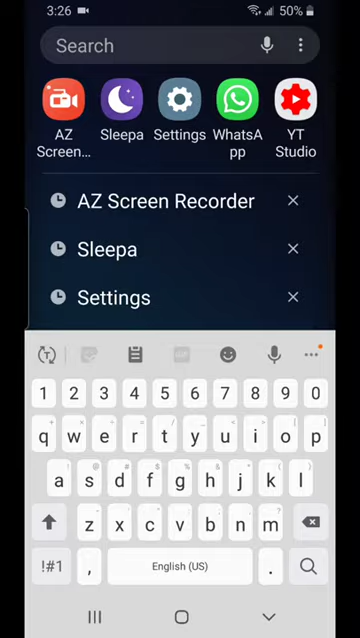 3:26
50%
Search
AZ
Screen...
Sleepa
Settings
WhatsA
pp
YT
Studio
AZ Screen Recorder
Sleepa
Settings
GIF
1 2 3 4 5 6 7 8 9 0
q w e r t y u i o p
a s d f g h j k l
z x c v b n m
!#1 , English (US) .